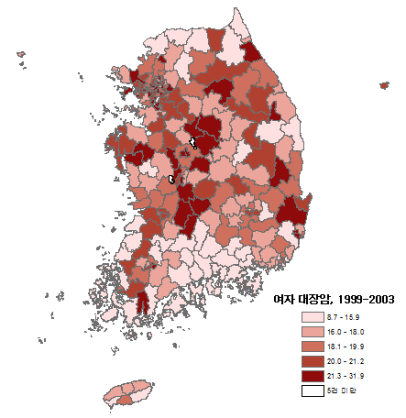 여자 대장암, 1999-2003
8.7 - 15.9
16.0 - 18.0
18.1 - 19.9
20.0 - 21.2
21.3 - 31.9
5건 미만